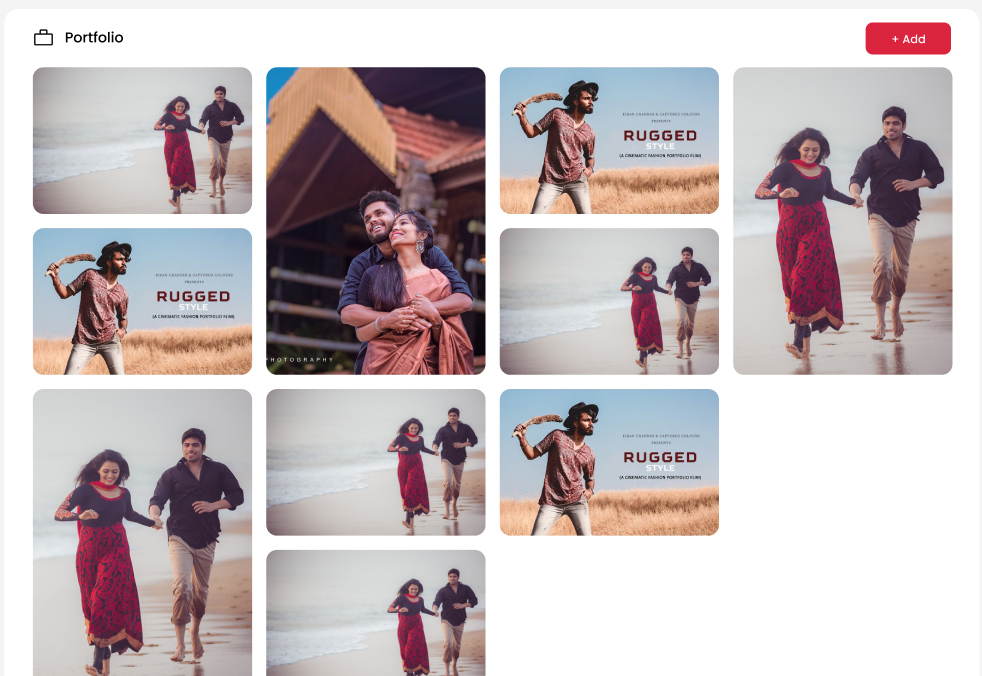 Portfolio
+ Add
KIRAN CHANDER & CAPTURED COLOURS
PRESENTS
RUGGED
STYLE
(A CINEMATIC FASHION PORTFOLIO FILM)
KIRAN CHANDER & CAPTURED COLOURS
PRESENTS
RUGGED
STYLE
(A CINEMATIC FASHION PORTFOLIO FILM)
HOTOGRAPHY
KIRAN CHANDER & CAPTURED COLOURS
PRESENTS
RUGGED
STYLE
(A CINEMATIC FASHION PORTFOLIO FILM)